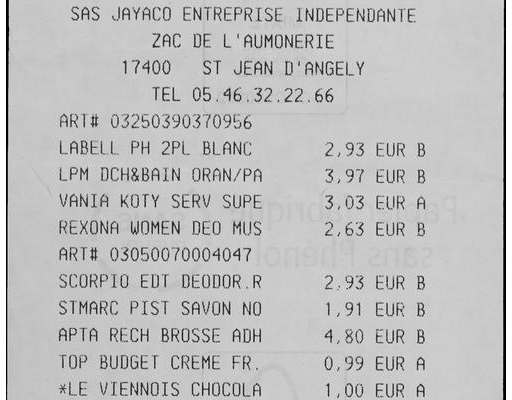 SAS JAYACO ENTREPRISE INDEPENDANTE
ZAC DE L'AUMONERIE
17400 ST JEAN D'ANGELY
TEL 05.46.32.22.66
ART# 03250390370956
LABELL PH 2PL BLANC 2,93 EUR B
LPM DCH&BAIN ORAN/PA 3,97 EUR B
VANIA KOTY SERV SUPE 3,03 EUR A
REXONA WOMEN DEO MUS 2,63 EUR B
ART# 03050070004047
SCORPIO EDT DEODOR.R 2,93 EUR B
STMARC PIST SAVON NO 1,91 EUR B
APTA RECH BROSSE ADH 4,80 EUR B
TOP BUDGET CREME FR. 0,99 EUR A
*LE VIENNOIS CHOCOLA 1,00 EUR A